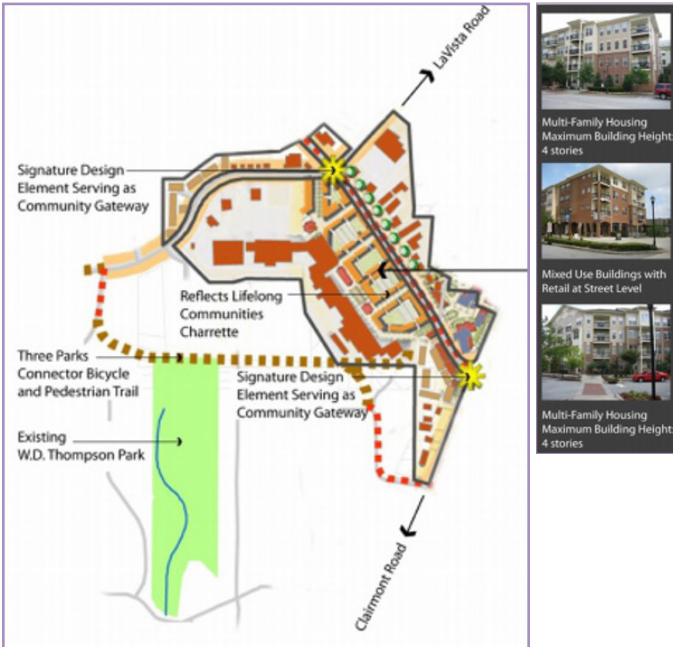 LaVista Road
Signature Design
Element Serving as
Community Gateway
Reflects Lifelong
Communities
Charrette
Three Parks
Connector Bicycle
and Pedestrian Trail
Signature Design
Element Serving as
Community Gateway
Existing
W.D. Thompson Park
Clairmont Road
Multi-Family Housing
Maximum Building Height:
4 stories
Mixed Use Buildings with
Retail at Street Level
Multi-Family Housing
Maximum Building Height:
4 stories